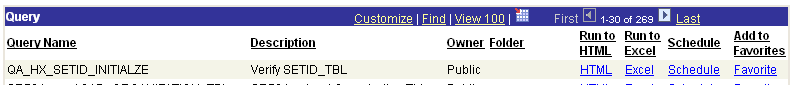 Query Customize | Find | View 100 | First 1-30 of 269 Last
Query Name Description Owner Folder Run to HTML Run to Excel Schedule Add to Favorites
QA_HX_SETID_INITIALZE Verify SETID_TBL Public HTML Excel Schedule Favorite